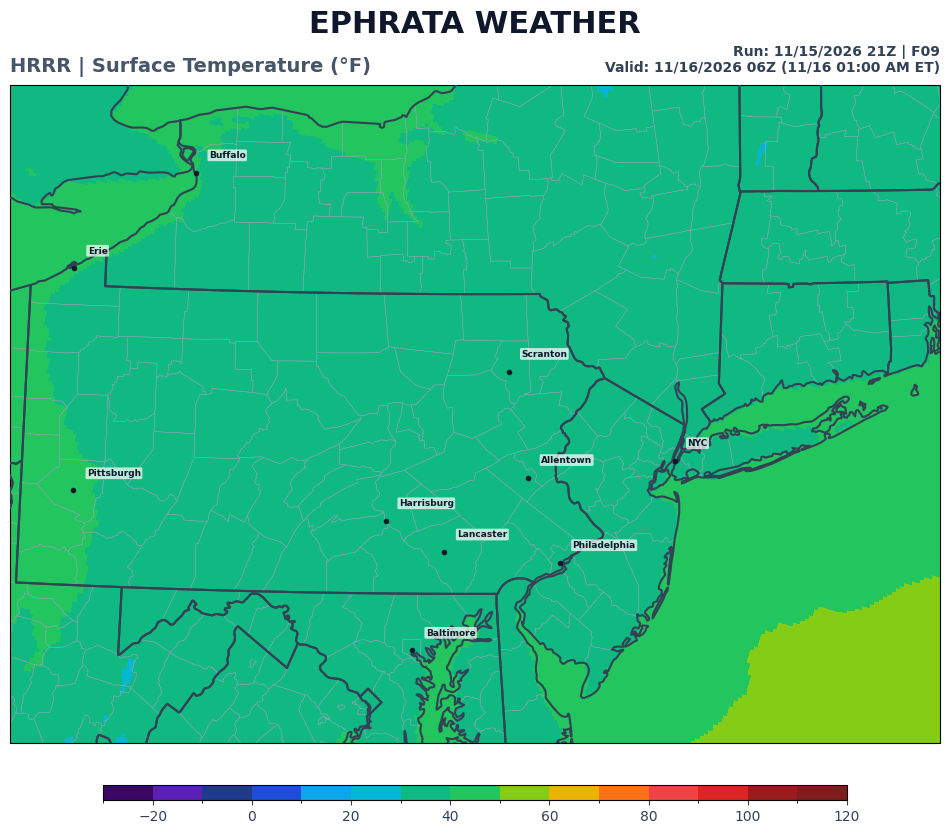 EPHRATA WEATHER
HRRR | Surface Temperature (°F)
Run: 11/15/2026 21Z | F09
Valid: 11/16/2026 06Z (11/16 01:00 AM ET)
Buffalo
Erie
Scranton
NYC
Allentown
Pittsburgh
Harrisburg
Lancaster
Philadelphia
Baltimore
−20 0 20 40 60 80 100 120